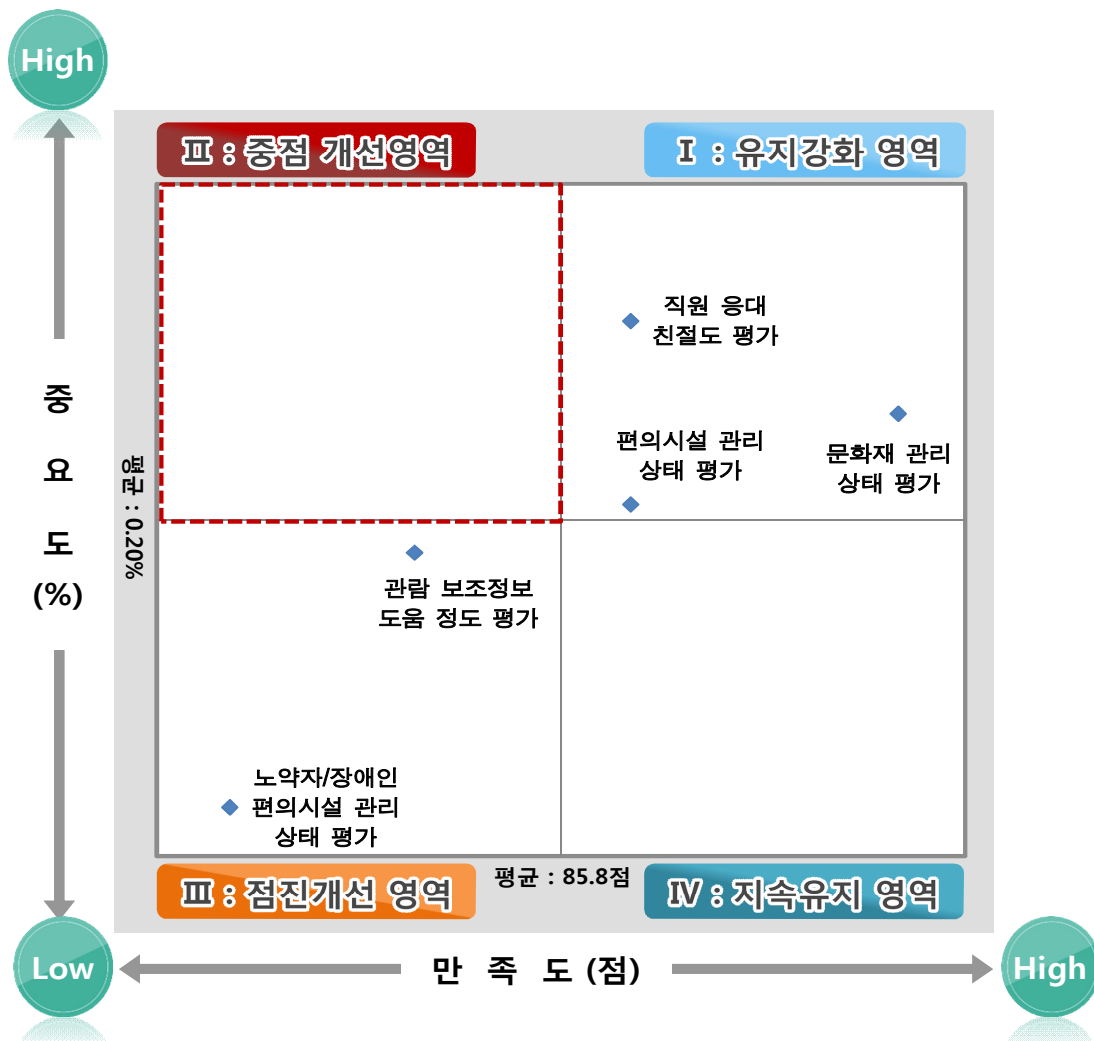 High
Ⅱ : 중점 개선영역
Ⅰ : 유지강화 영역
직원 응대
친절도 평가
편의시설 관리
상태 평가
문화재 관리
상태 평가
중
요
도
(%)
평균 : 0.20%
관람 보조정보
도움 정도 평가
노약자/장애인
편의시설 관리
상태 평가
Ⅲ : 점진개선 영역
평균 : 85.8점
Ⅳ : 지속유지 영역
Low
만 족 도 (점)
High